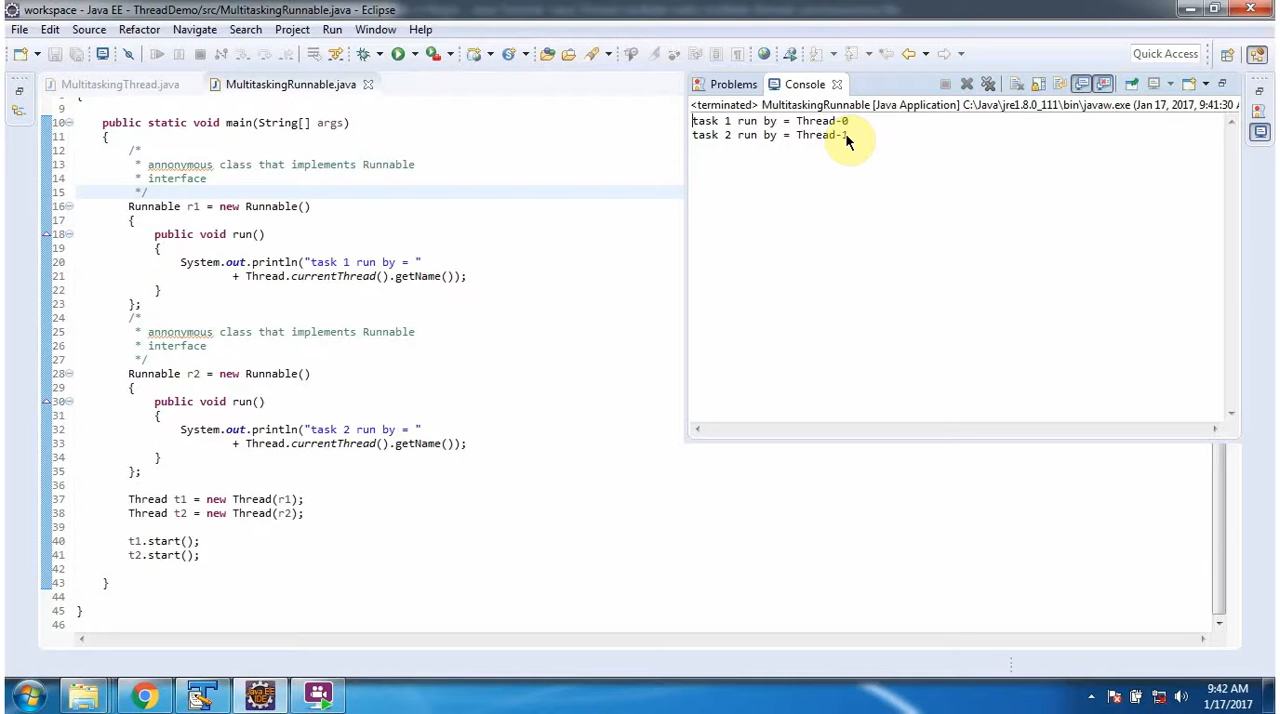 workspace - Java EE - ThreadDemo/src/MultitaskingRunnable.java - Eclipse
File Edit Source Refactor Navigate Search Project Run Window Help
Quick Access
MultitaskingThread.java MultitaskingRunnable.java
Problems Console
<terminated> MultitaskingRunnable [Java Application] C:\Java\jre1.8.0_111\bin\javaw.exe (Jan 17, 2017, 9:41:30 A
task 1 run by = Thread-0
task 2 run by = Thread-1
9 {
10 public static void main(String[] args)
11 {
12 /*
13 * annonymous class that implements Runnable
14 * interface
15 */
16 Runnable r1 = new Runnable()
17 {
18 public void run()
19 {
20 System.out.println("task 1 run by = "
21 + Thread.currentThread().getName());
22 }
23 };
24 /*
25 * annonymous class that implements Runnable
26 * interface
27 */
28 Runnable r2 = new Runnable()
29 {
30 public void run()
31 {
32 System.out.println("task 2 run by = "
33 + Thread.currentThread().getName());
34 }
35 };
36
37 Thread t1 = new Thread(r1);
38 Thread t2 = new Thread(r2);
39
40 t1.start();
41 t2.start();
42
43 }
44
45 }
46
Java EE
IDE
9:42 AM
1/17/2017